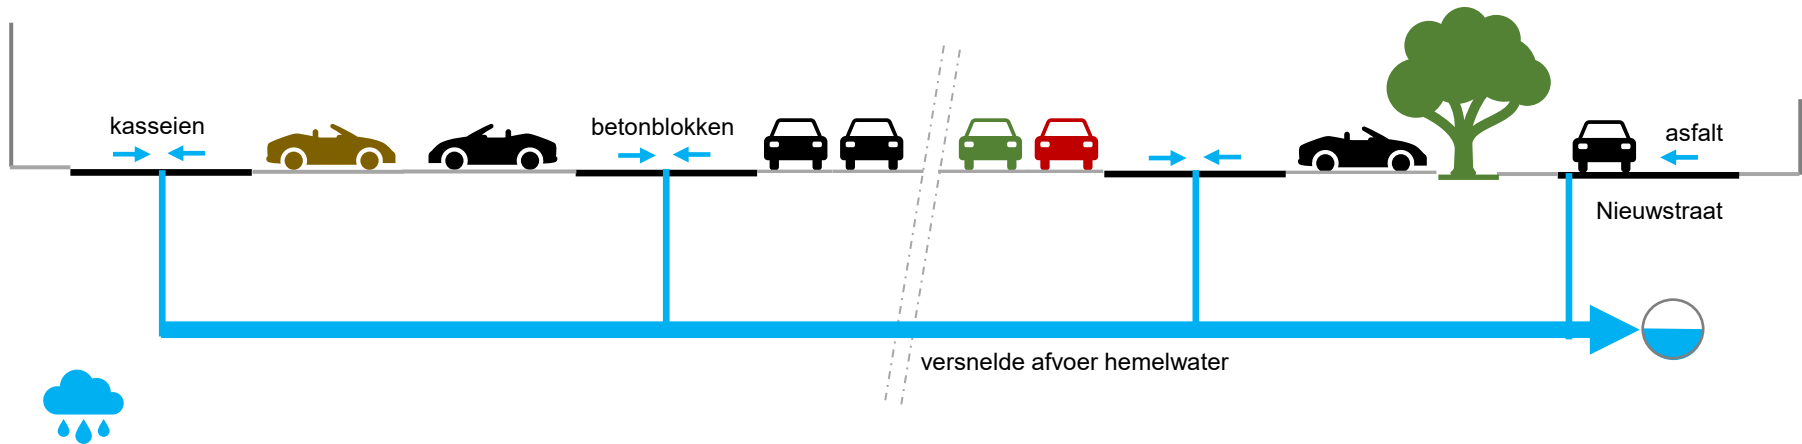 kasseien
betonblokken
asfalt
Nieuwstraat
versnelde afvoer hemelwater